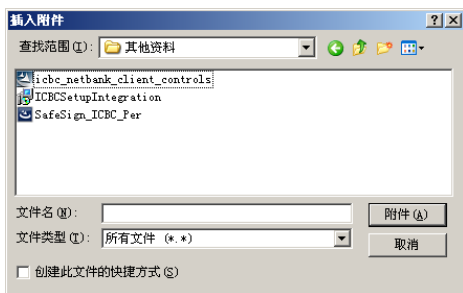 插入附件
查找范围(I): 其他资料
icbc_netbank_client_controls
ICBCSetupIntegration
SafeSign_ICBC_Per
文件名(N): 附件(A)
文件类型(T): 所有文件 (*.*) 取消
创建此文件的快捷方式(S)